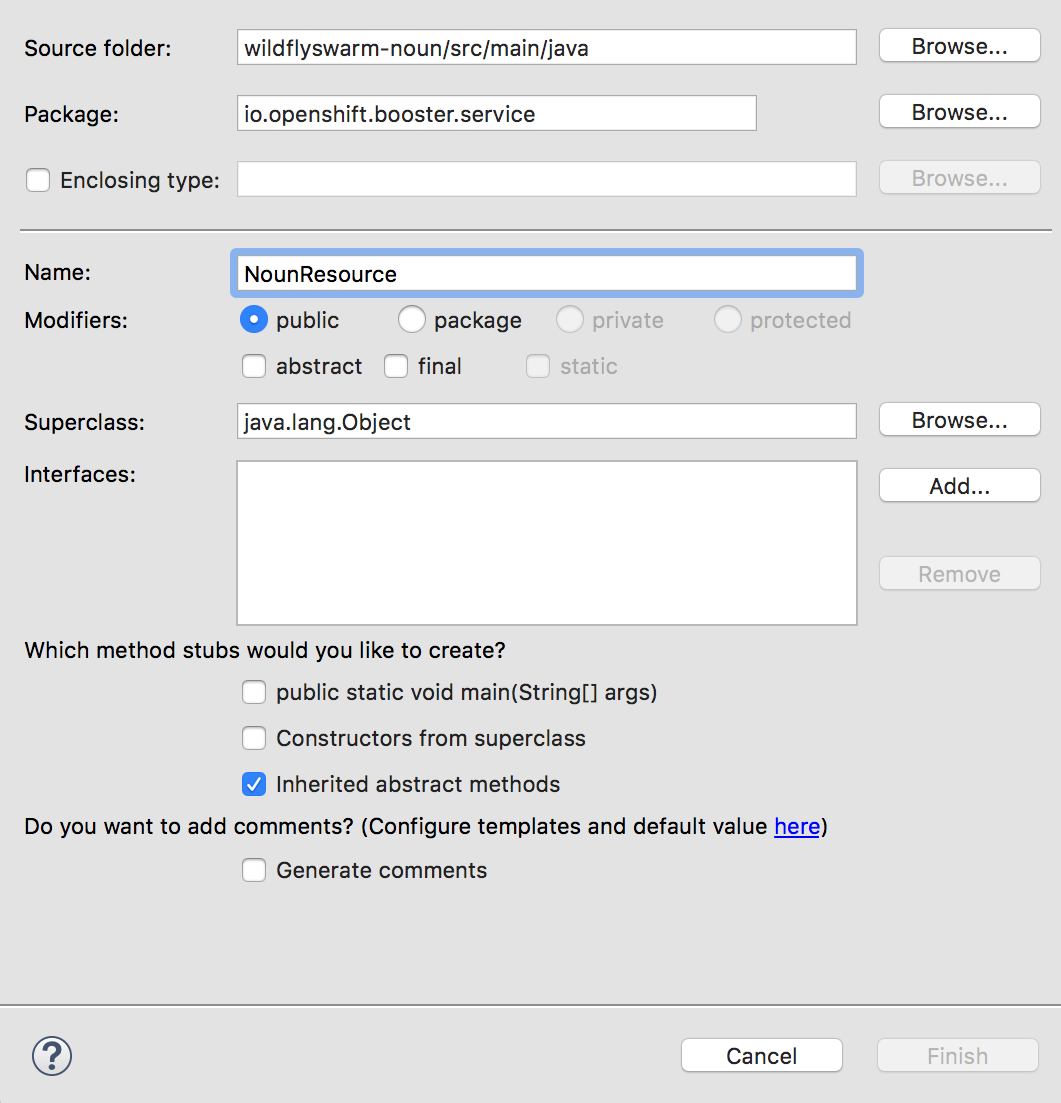 Source folder: wildflyswarm-noun/src/main/java Browse...
Package: io.openshift.booster.service Browse...
Enclosing type: Browse...
Name: NounResource
Modifiers: public package private protected
abstract final static
Superclass: java.lang.Object Browse...
Interfaces: Add...
Remove
Which method stubs would you like to create?
public static void main(String[] args)
Constructors from superclass
Inherited abstract methods
Do you want to add comments? (Configure templates and default value here)
Generate comments
? Cancel Finish